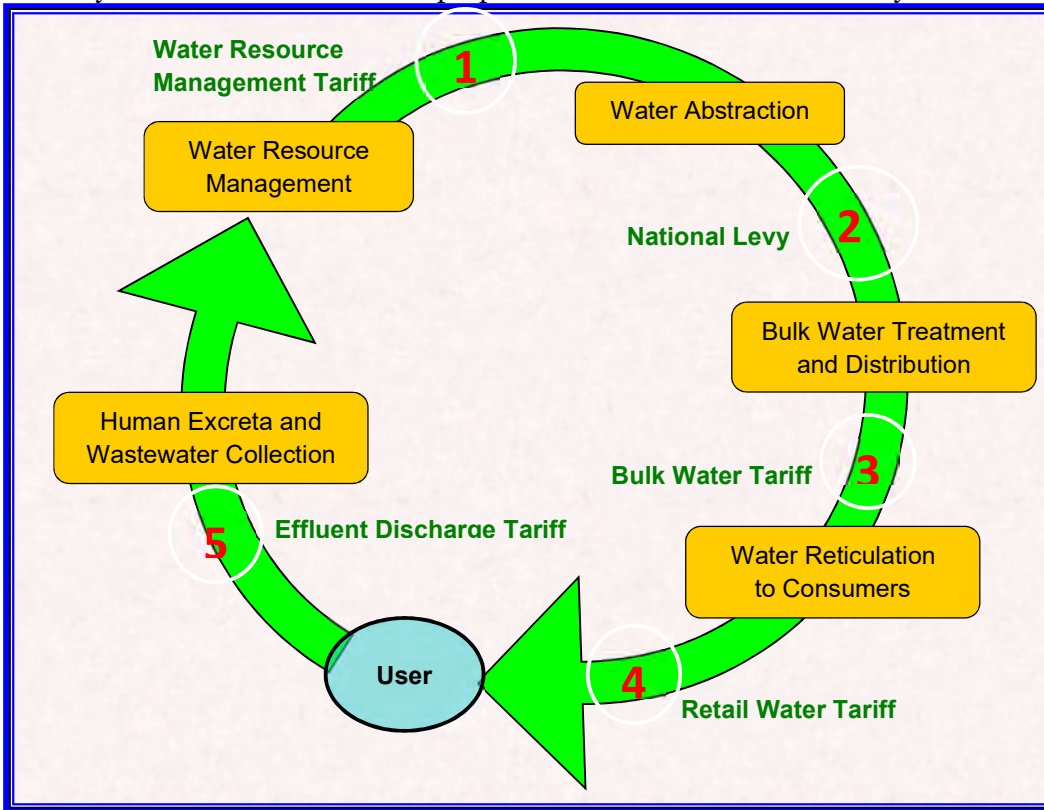 Water Resource
Management Tariff
1
Water Abstraction
Water Resource
Management
National Levy
2
Bulk Water Treatment
and Distribution
Human Excreta and
Wastewater Collection
Bulk Water Tariff
3
Effluent Discharge Tariff
5
Water Reticulation
to Consumers
User
4
Retail Water Tariff